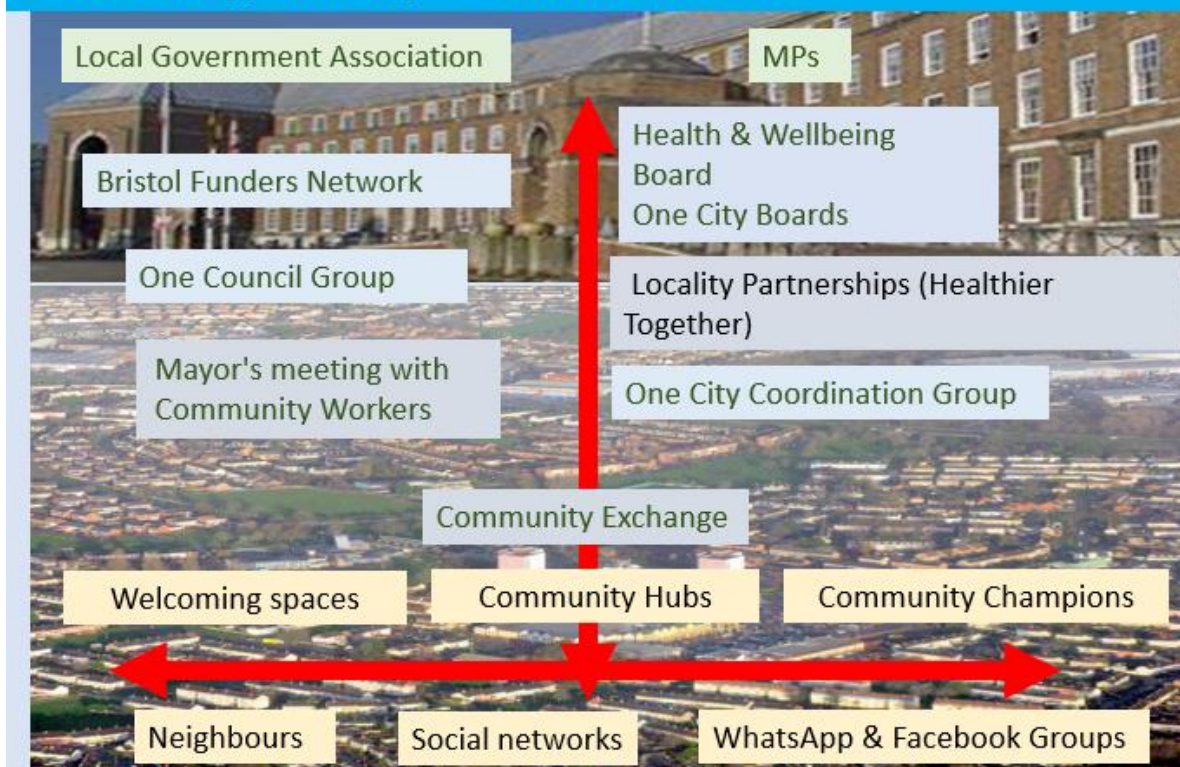 Local Government Association
MPs
Health & Wellbeing
Board
One City Boards
Bristol Funders Network
One Council Group
Locality Partnerships (Healthier
Together)
Mayor's meeting with
Community Workers
One City Coordination Group
Community Exchange
Welcoming spaces
Community Hubs
Community Champions
Neighbours
Social networks
WhatsApp & Facebook Groups